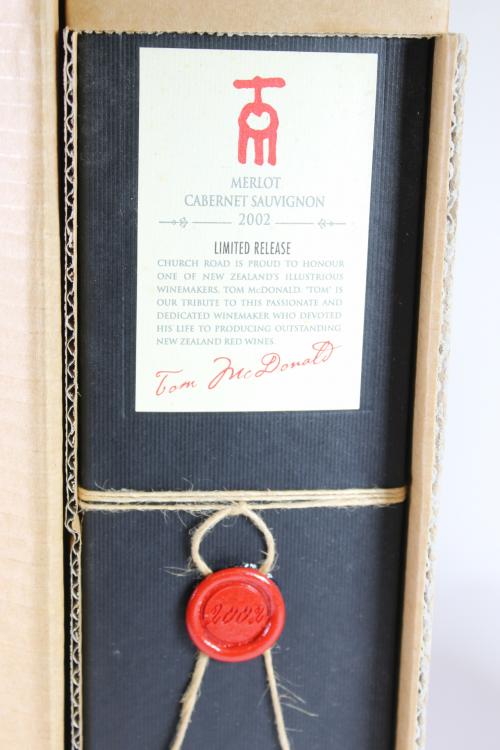 TOM
MERLOT
CABERNET SAUVIGNON
2002
LIMITED RELEASE
CHURCH ROAD IS PROUD TO HONOUR
ONE OF NEW ZEALAND'S ILLUSTRIOUS
WINEMAKERS, TOM McDONALD. "TOM" IS
OUR TRIBUTE TO THIS PASSIONATE AND
DEDICATED WINEMAKER WHO DEVOTED
HIS LIFE TO PRODUCING OUTSTANDING
NEW ZEALAND RED WINES.
Tom McDonald
2002